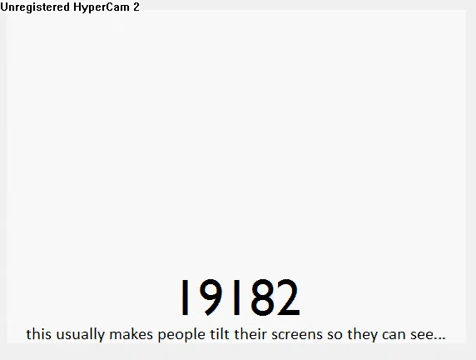 Unregistered HyperCam 2
19182
this usually makes people tilt their screens so they can see...